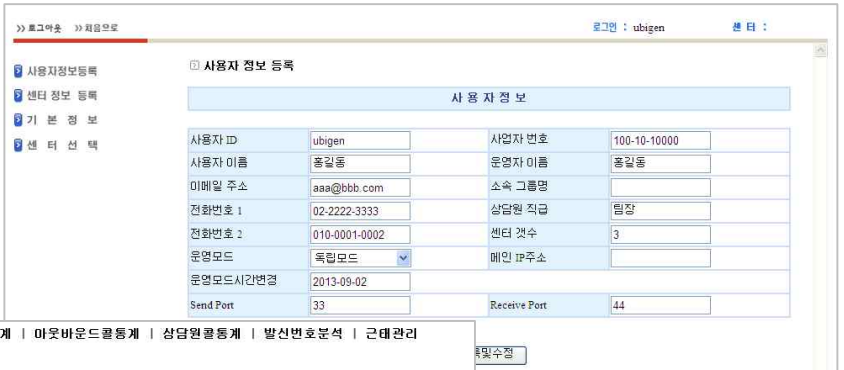 >> 로그아웃 >> 처음으로 로그인 : ubigen 센 터 :
사용자정보등록
센터 정보 등록
기 본 정 보
센 터 선 택
사용자 정보 등록
사 용 자 정 보
사용자 ID ubigen 사업자 번호 100-10-10000
사용자 이름 홍길동 운영자 이름 홍길동
이메일 주소 aaa@bbb.com 소속 그룹명
전화번호 1 02-2222-3333 상담원 직급 팀장
전화번호 2 010-0001-0002 센터 갯수 3
운영모드 독립모드 메인 IP주소
운영모드시간변경 2013-09-02
Send Port 33 Receive Port 44
계 | 아웃바운드콜통계 | 상담원콜통계 | 발신번호분석 | 근태관리
및수정